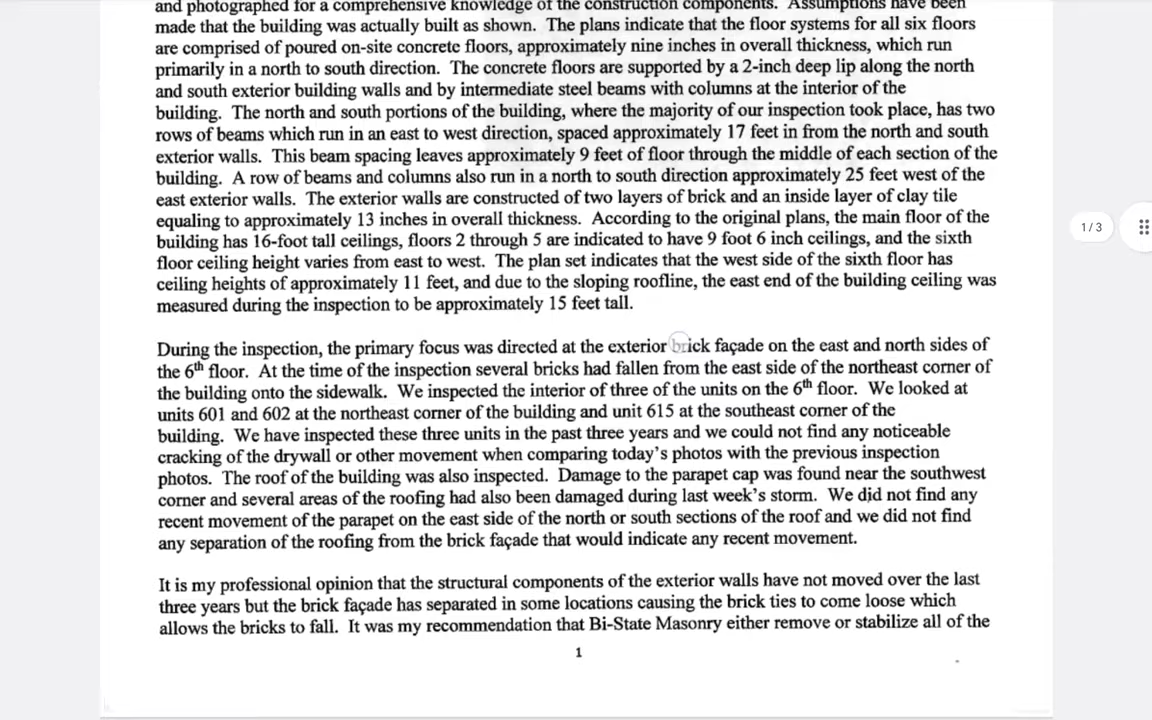 and photographed for a comprehensive knowledge of the construction components.  Assumptions have been
made that the building was actually built as shown.  The plans indicate that the floor systems for all six floors
are comprised of poured on-site concrete floors, approximately nine inches in overall thickness, which run
primarily in a north to south direction.  The concrete floors are supported by a 2-inch deep lip along the north
and south exterior building walls and by intermediate steel beams with columns at the interior of the
building.  The north and south portions of the building, where the majority of our inspection took place, has two
rows of beams which run in an east to west direction, spaced approximately 17 feet in from the north and south
exterior walls.  This beam spacing leaves approximately 9 feet of floor through the middle of each section of the
building.  A row of beams and columns also run in a north to south direction approximately 25 feet west of the
east exterior walls.  The exterior walls are constructed of two layers of brick and an inside layer of clay tile
equaling to approximately 13 inches in overall thickness.  According to the original plans, the main floor of the
building has 16-foot tall ceilings, floors 2 through 5 are indicated to have 9 foot 6 inch ceilings, and the sixth
floor ceiling height varies from east to west.  The plan set indicates that the west side of the sixth floor has
ceiling heights of approximately 11 feet, and due to the sloping roofline, the east end of the building ceiling was
measured during the inspection to be approximately 15 feet tall.
1/3
During the inspection, the primary focus was directed at the exterior brick façade on the east and north sides of
the 6th floor.  At the time of the inspection several bricks had fallen from the east side of the northeast corner of
the building onto the sidewalk.  We inspected the interior of three of the units on the 6th floor.  We looked at
units 601 and 602 at the northeast corner of the building and unit 615 at the southeast corner of the
building.  We have inspected these three units in the past three years and we could not find any noticeable
cracking of the drywall or other movement when comparing today's photos with the previous inspection
photos.  The roof of the building was also inspected.  Damage to the parapet cap was found near the southwest
corner and several areas of the roofing had also been damaged during last week's storm.  We did not find any
recent movement of the parapet on the east side of the north or south sections of the roof and we did not find
any separation of the roofing from the brick façade that would indicate any recent movement.
It is my professional opinion that the structural components of the exterior walls have not moved over the last
three years but the brick façade has separated in some locations causing the brick ties to come loose which
allows the bricks to fall.  It was my recommendation that Bi-State Masonry either remove or stabilize all of the
1